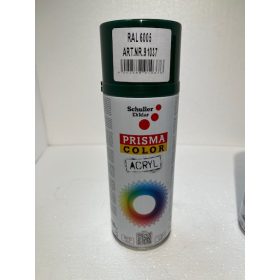 RAL 6005
ART.NR.91037
Schuller
Eh'klar
PRISMA
COLOR
ACRYL